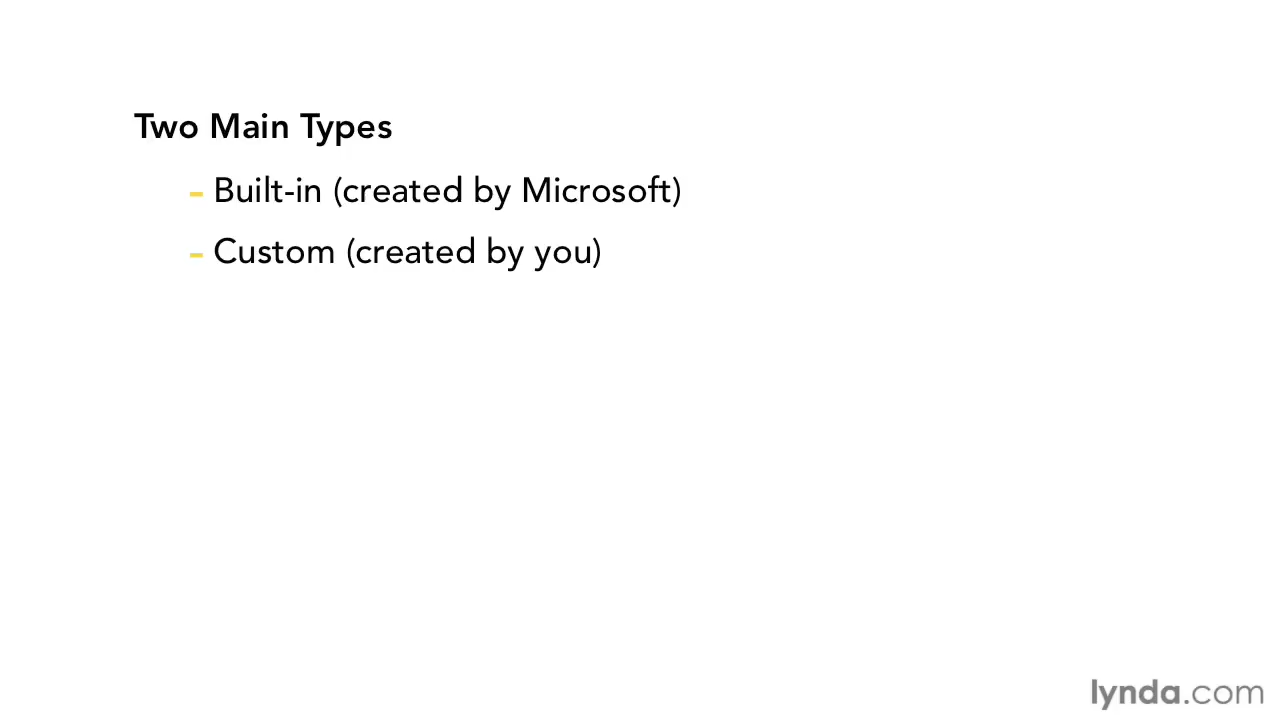 Two Main Types
- Built-in (created by Microsoft)
- Custom (created by you)
lynda.com